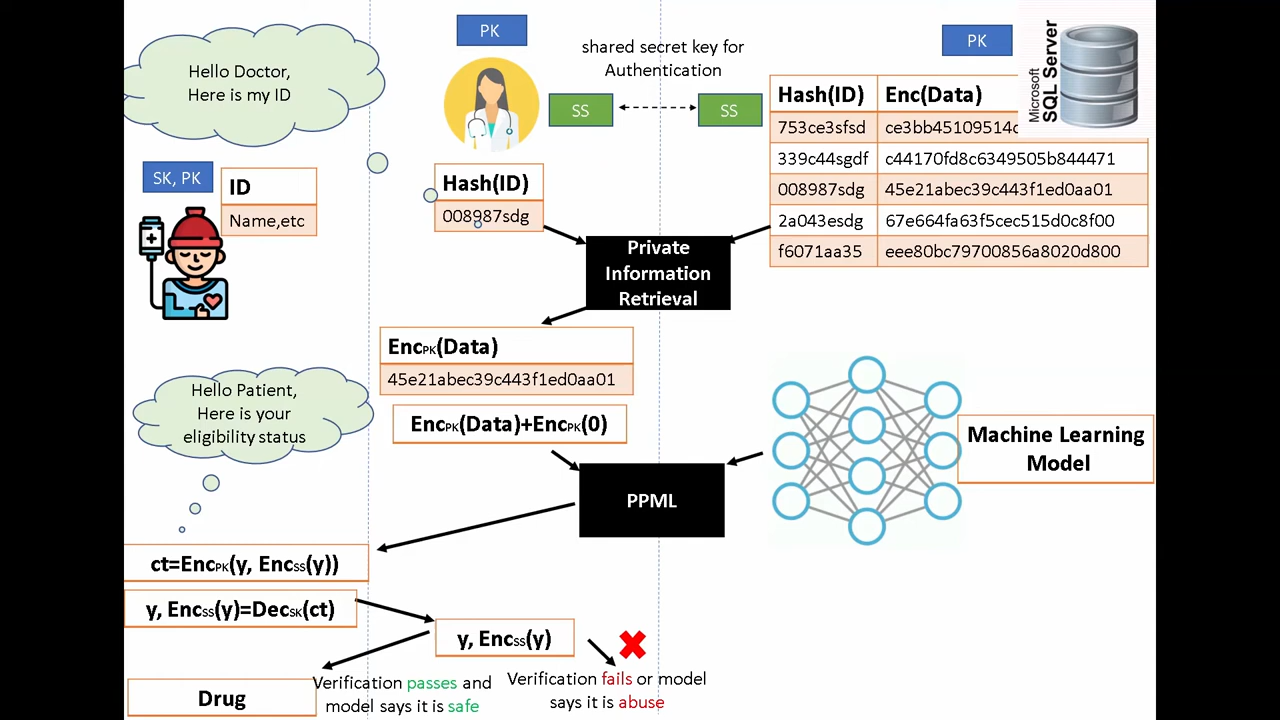 Hello Doctor,
Here is my ID
SK, PK
ID
Name,etc
PK
shared secret key for
Authentication
SS
SS
PK
Microsoft
SQL Server
Hash(ID)
008987sdg
Hash(ID) Enc(Data)
753ce3sfsd ce3bb45109514c
339c44sgdf c44170fd8c6349505b844471
008987sdg 45e21abec39c443f1ed0aa01
2a043esdg 67e664fa63f5cec515d0c8f00
f6071aa35 eee80bc79700856a8020d800
Private
Information
Retrieval
EncPK(Data)
45e21abec39c443f1ed0aa01
EncPK(Data)+EncPK(0)
Hello Patient,
Here is your
eligibility status
Machine Learning
Model
PPML
ct=EncPK(y, EncSS(y))
y, EncSS(y)=DecSK(ct)
y, EncSS(y)
Drug
Verification passes and
model says it is safe
Verification fails or model
says it is abuse